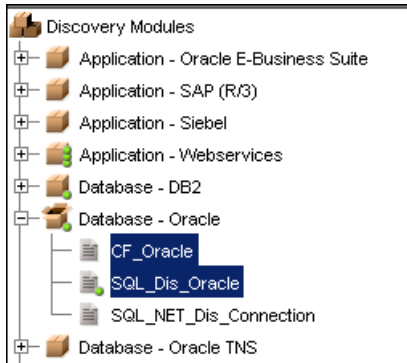 Discovery Modules
Application - Oracle E-Business Suite
Application - SAP (R/3)
Application - Siebel
Application - Webservices
Database - DB2
Database - Oracle
CF_Oracle
SQL_Dis_Oracle
SQL_NET_Dis_Connection
Database - Oracle TNS